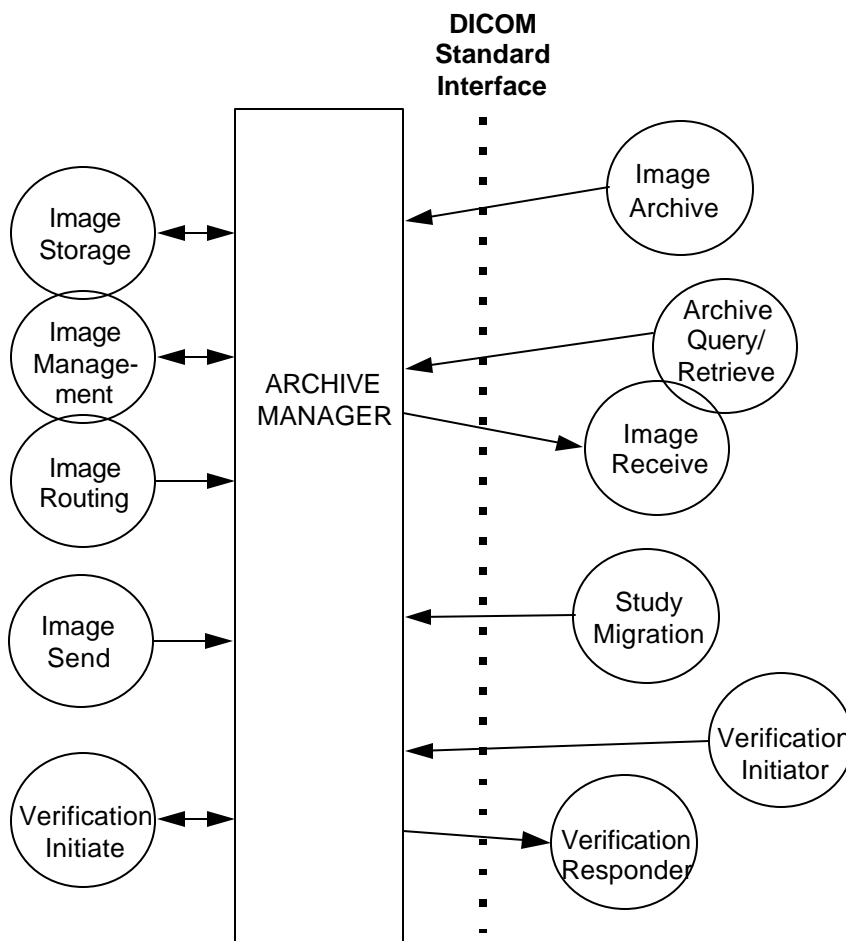 DICOM
Standard
Interface
Image
Archive
Image
Storage
Archive
Query/
Retrieve
Image
Manage-
ment
ARCHIVE
MANAGER
Image
Receive
Image
Routing
Study
Migration
Image
Send
Verification
Initiator
Verification
Initiate
Verification
Responder